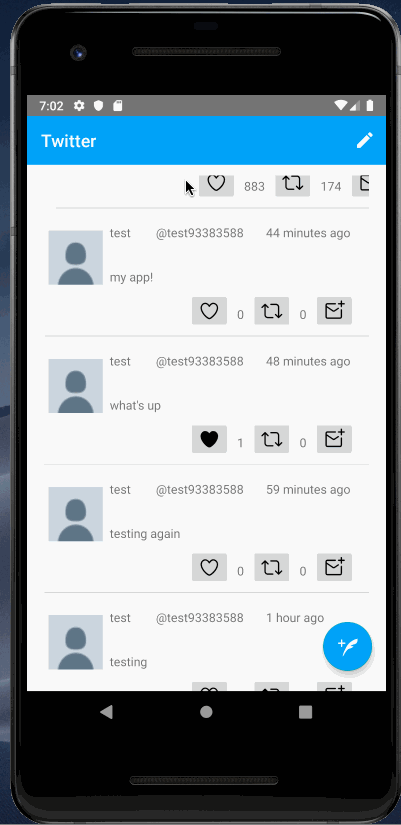 7:02
Twitter
883 174
test @test93383588 44 minutes ago
my app!
0 0
test @test93383588 48 minutes ago
what's up
1 0
test @test93383588 59 minutes ago
testing again
0 0
test @test93383588 1 hour ago
testing